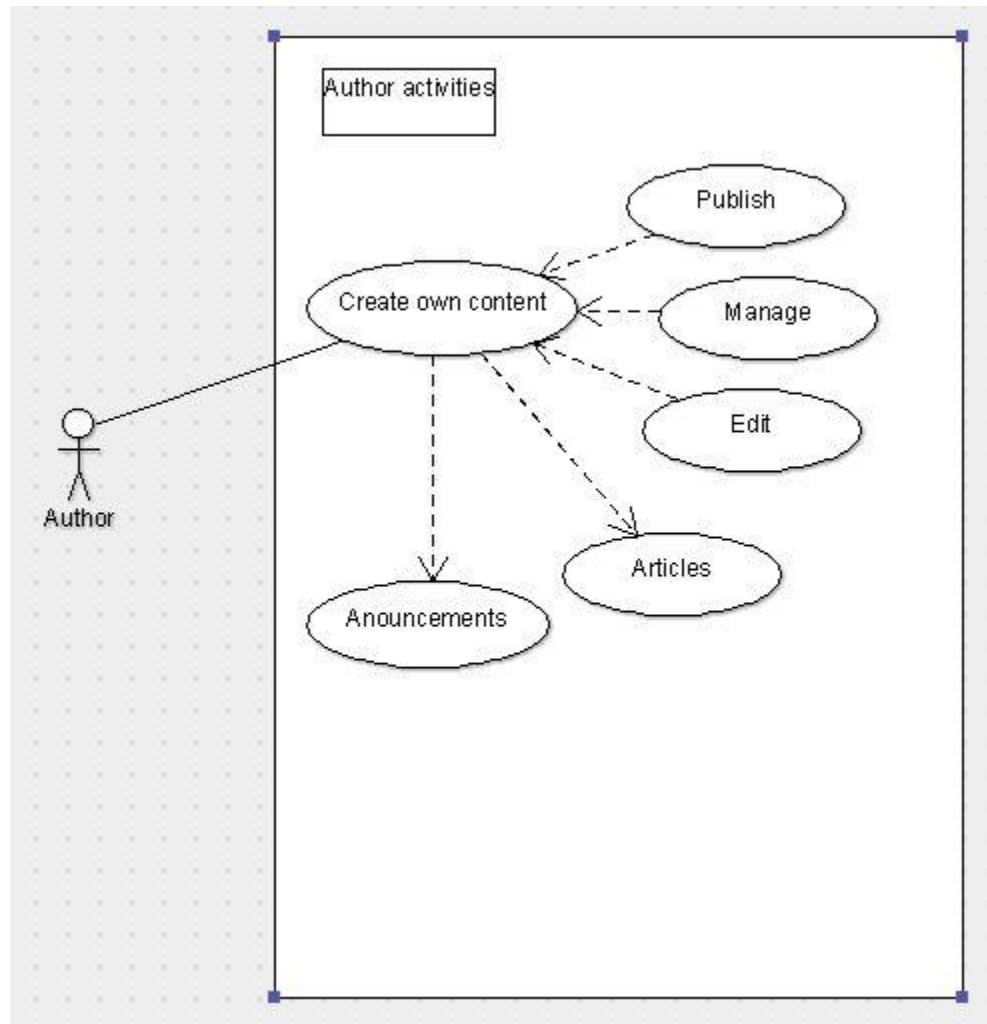 Author activities
Publish
Create own content
Manage
Edit
Author
Articles
Anouncements